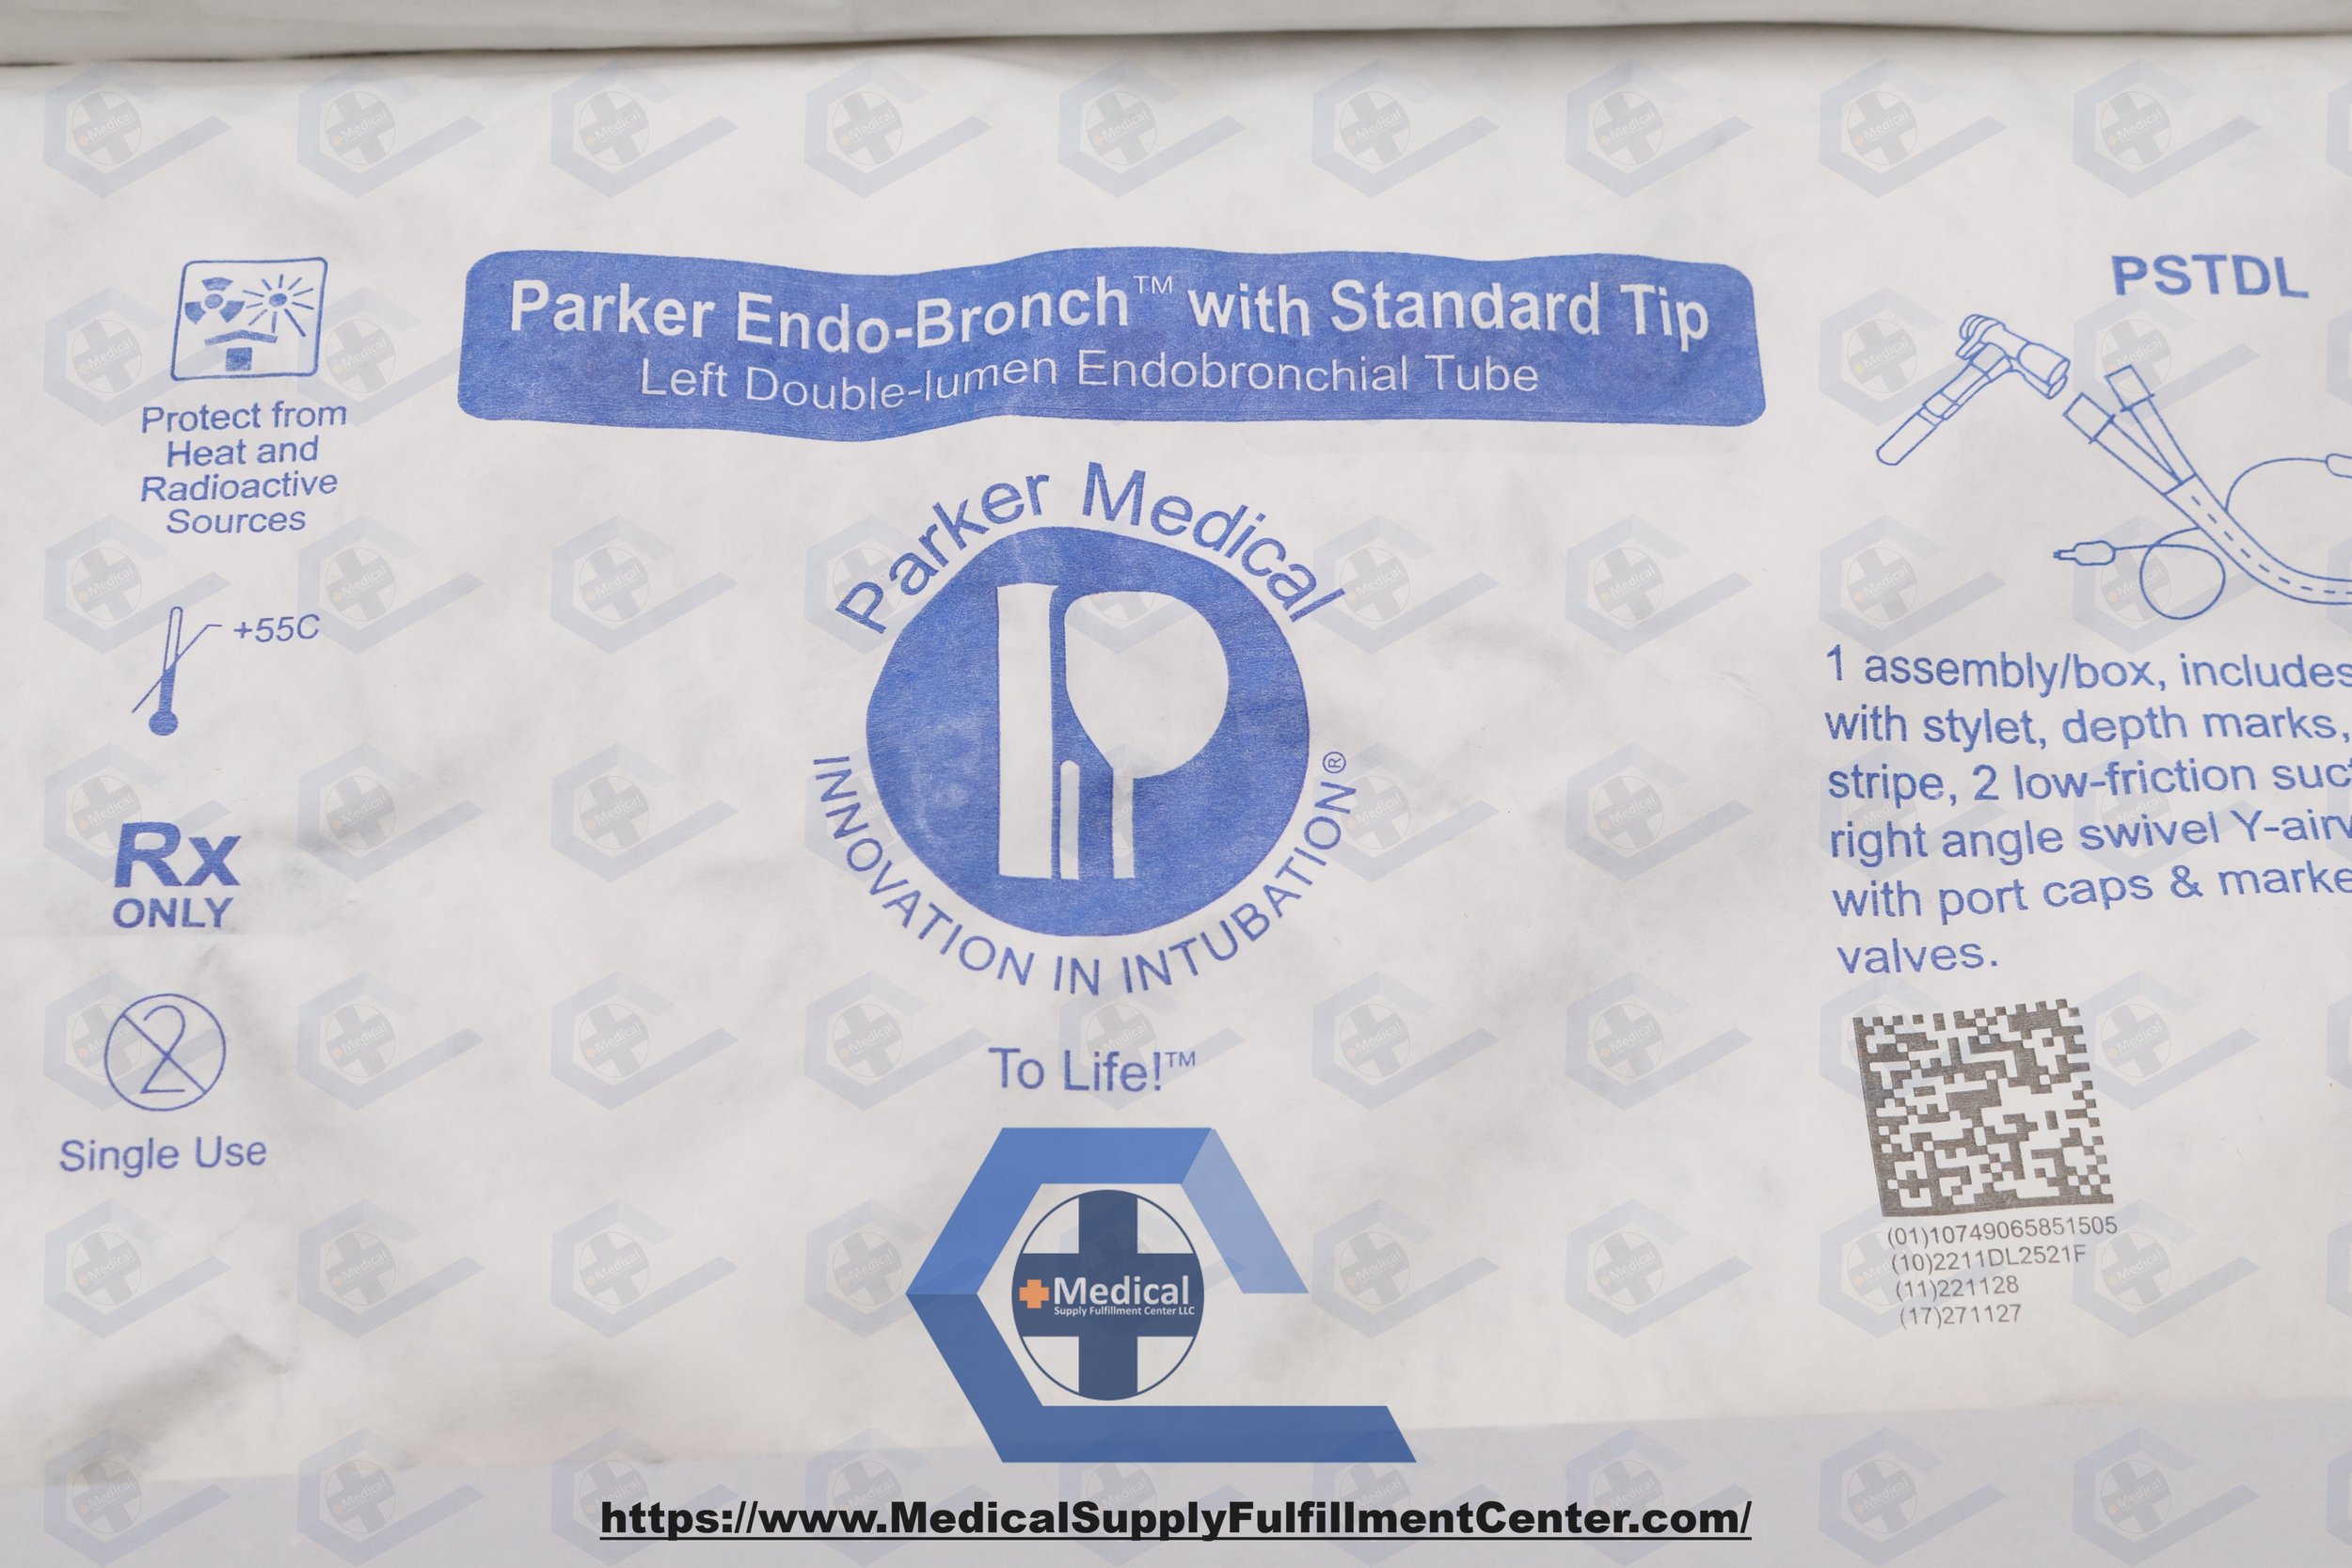 Parker Endo-Bronch™ with Standard Tip
Left Double-lumen Endobronchial Tube
Protect from
Heat and
Radioactive
Sources
+55C
Rx
ONLY
2
Single Use
Parker Medical
INNOVATION IN INTUBATION®
To Life!™
PSTDL
1 assembly/box, includes
with stylet, depth marks,
stripe, 2 low-friction suc
right angle swivel Y-airw
with port caps & marke
valves.
(01)10749065851505
(10)2211DL2521F
(11)221128
(17)271127
Medical
Supply Fulfillment Center LLC
https://www.MedicalSupplyFulfillmentCenter.com/